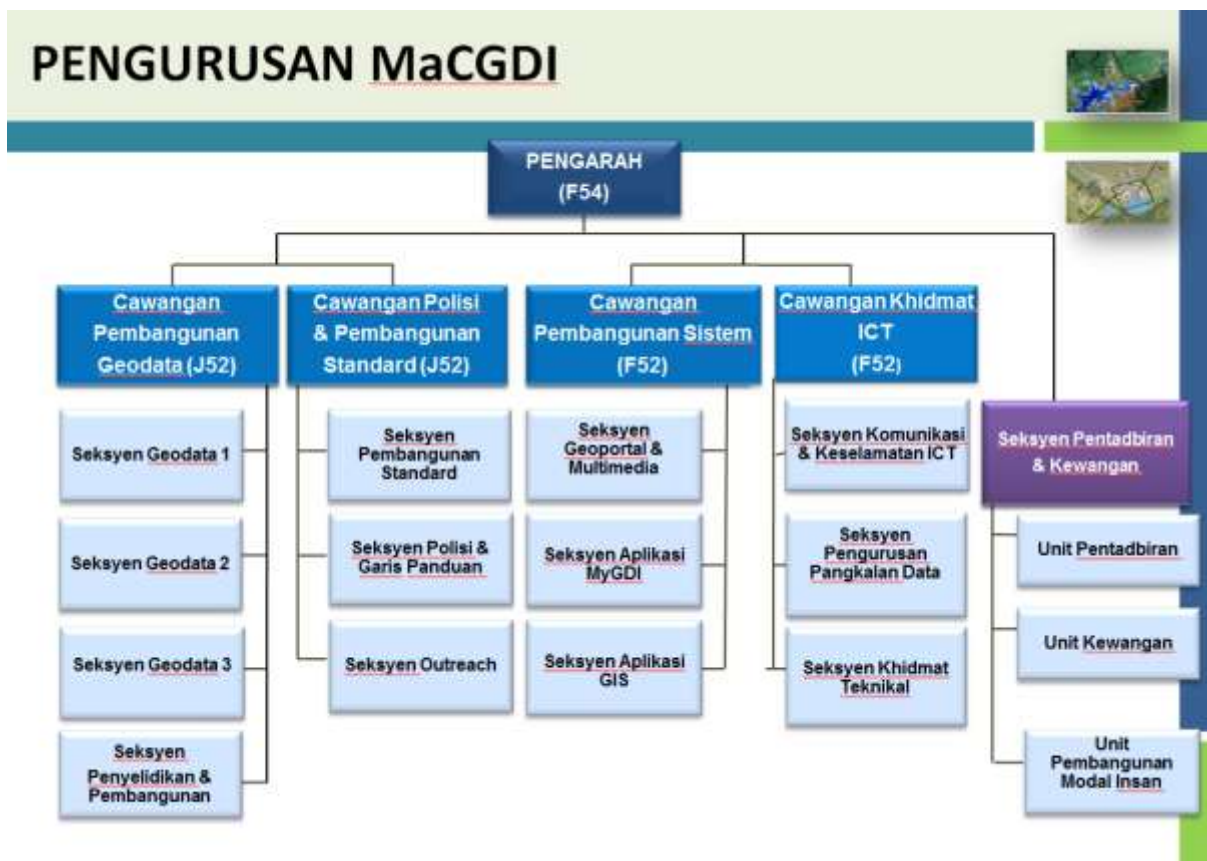 PENGURUSAN MaCGDI
PENGARAH
(F54)
Cawangan
Pembangunan
Geodata (J52)
Cawangan Polisi
& Pembangunan
Standard (J52)
Cawangan
Pembangunan Sistem
(F52)
Cawangan Khidmat
ICT
(F52)
Seksyen Geodata 1
Seksyen Geodata 2
Seksyen Geodata 3
Seksyen
Penyelidikan &
Pembangunan
Seksyen
Pembangunan
Standard
Seksyen Polisi &
Garis Panduan
Seksyen Outreach
Seksyen
Geoportal &
Multimedia
Seksyen Aplikasi
MyGDI
Seksyen Aplikasi
GIS
Seksyen Komunikasi
& Keselamatan ICT
Seksyen
Pengurusan
Pangkalan Data
Seksyen Khidmat
Teknikal
Seksyen Pentadbiran
& Kewangan
Unit Pentadbiran
Unit Kewangan
Unit
Pembangunan
Modal Insan